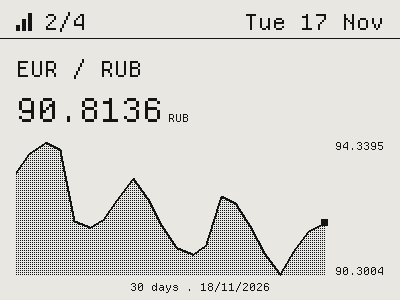 2/4 Tue 17 Nov
EUR / RUB
90.8136 RUB
94.3395
90.3004
30 days . 18/11/2026